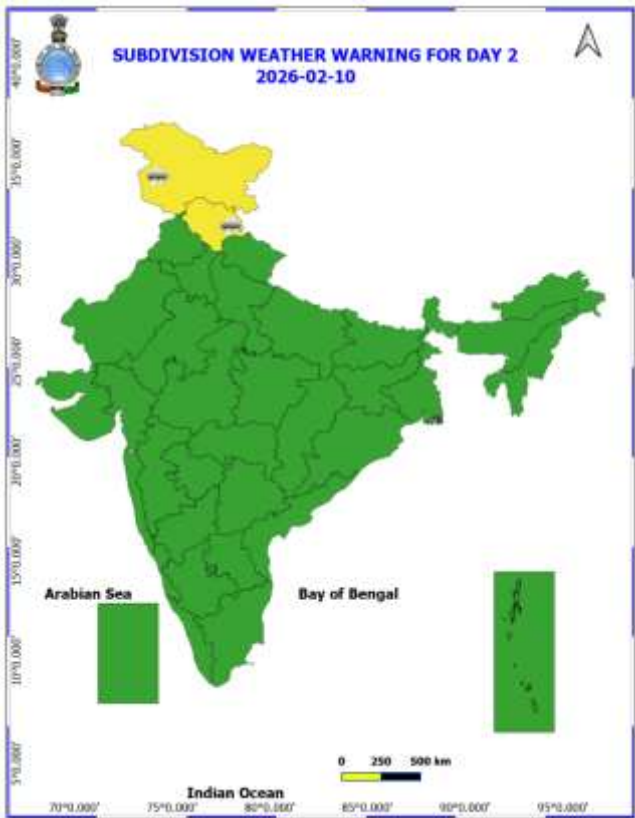 SUBDIVISION WEATHER WARNING FOR DAY 2
2026-02-10
40°0.000'
35°0.000'
30°0.000'
25°0.000'
20°0.000'
15°0.000'
10°0.000'
5°0.000'
Arabian Sea
Bay of Bengal
0 250 500 km
Indian Ocean
70°0.000' 75°0.000' 80°0.000' 85°0.000' 90°0.000' 95°0.000'